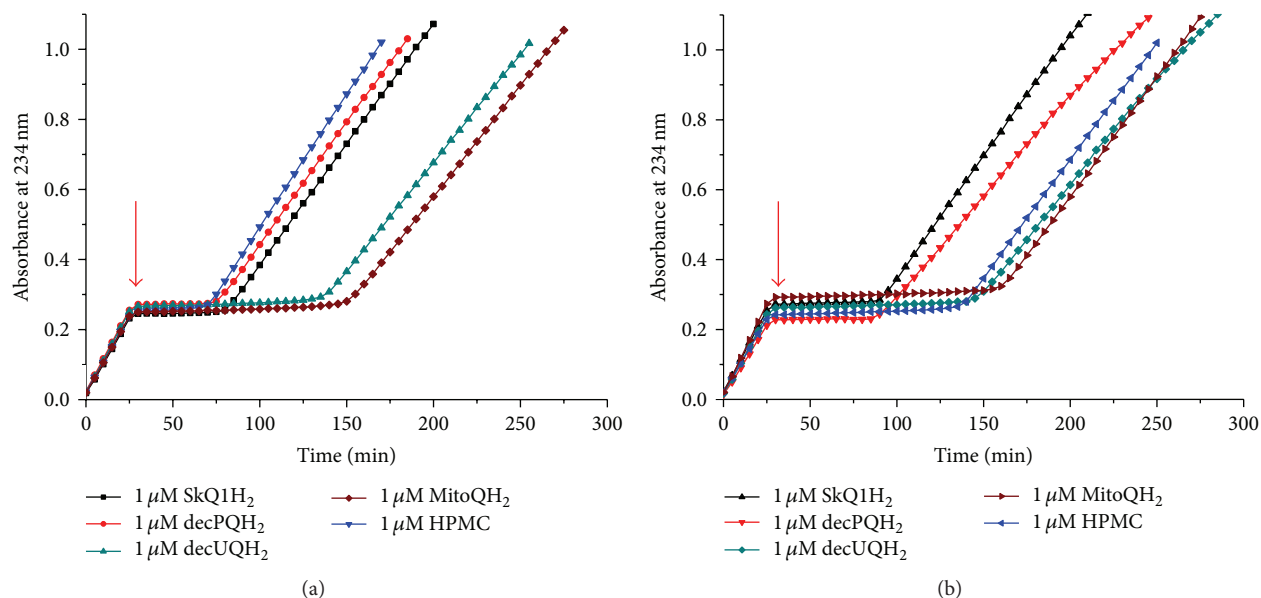 1.0
0.8
0.6
0.4
0.2
0.0
Absorbance at 234 nm
0 50 100 150 200 250 300
Time (min)
1 μM SkQ1H₂
1 μM decPQH₂
1 μM decUQH₂
1 μM MitoQH₂
1 μM HPMC
(a)
1.0
0.8
0.6
0.4
0.2
0.0
Absorbance at 234 nm
0 50 100 150 200 250 300
Time (min)
1 μM SkQ1H₂
1 μM decPQH₂
1 μM decUQH₂
1 μM MitoQH₂
1 μM HPMC
(b)